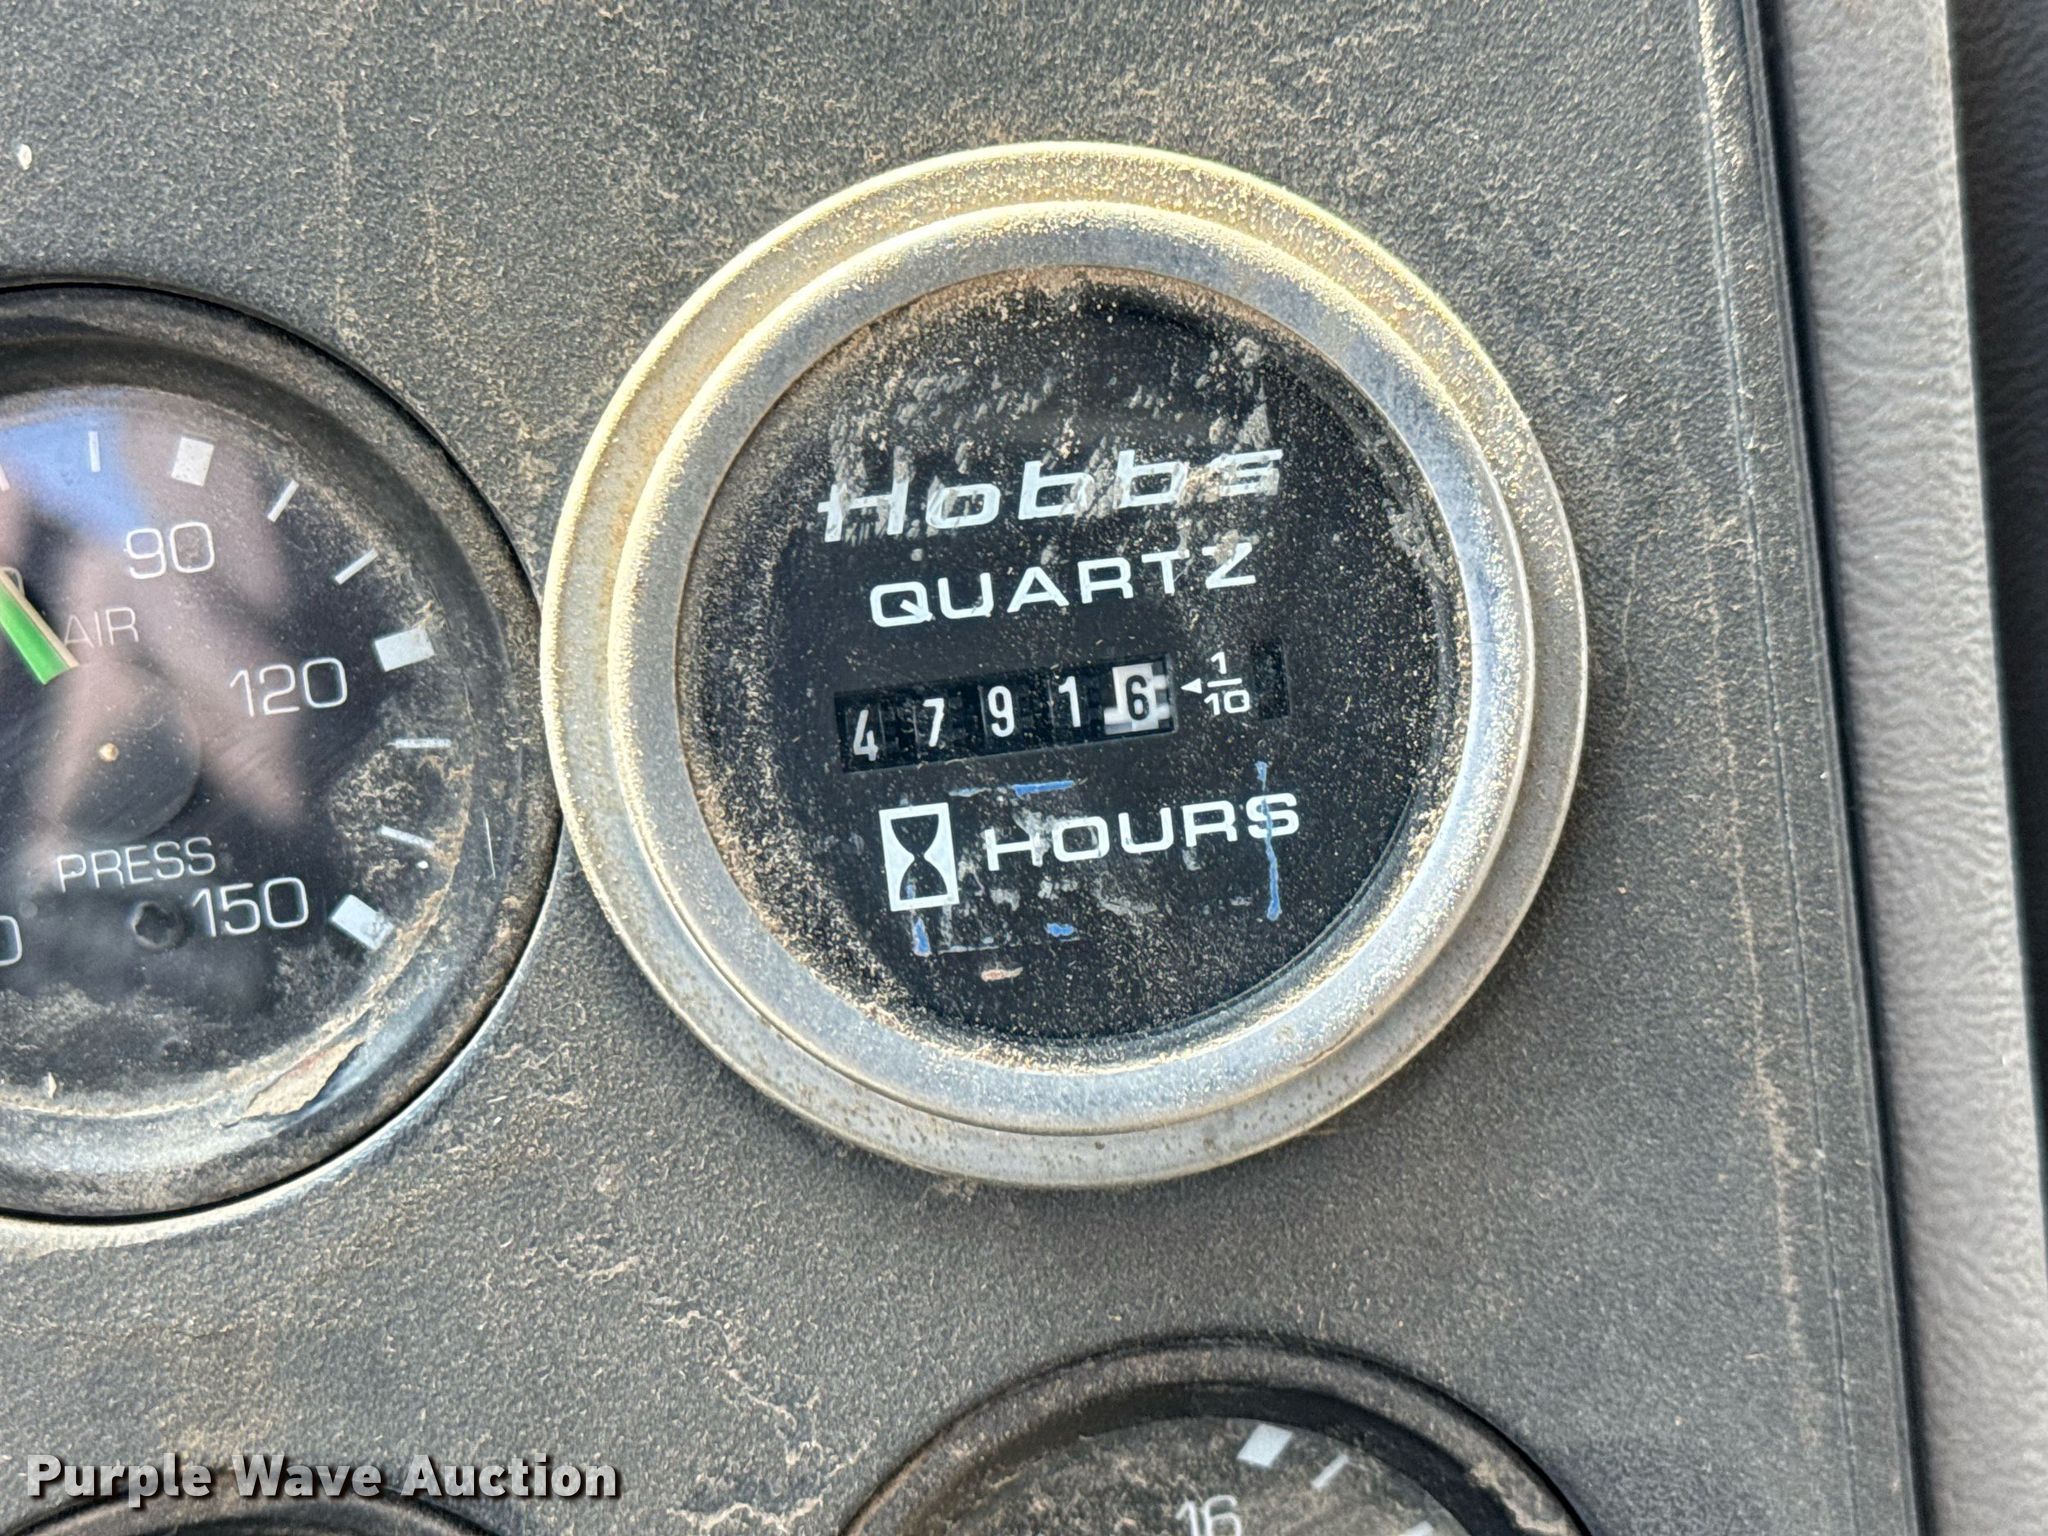 Hobbs
QUARTZ
4 7 9 1 6
1/10
HOURS
90
AIR
120
PRESS
150
0
16
Purple Wave Auction